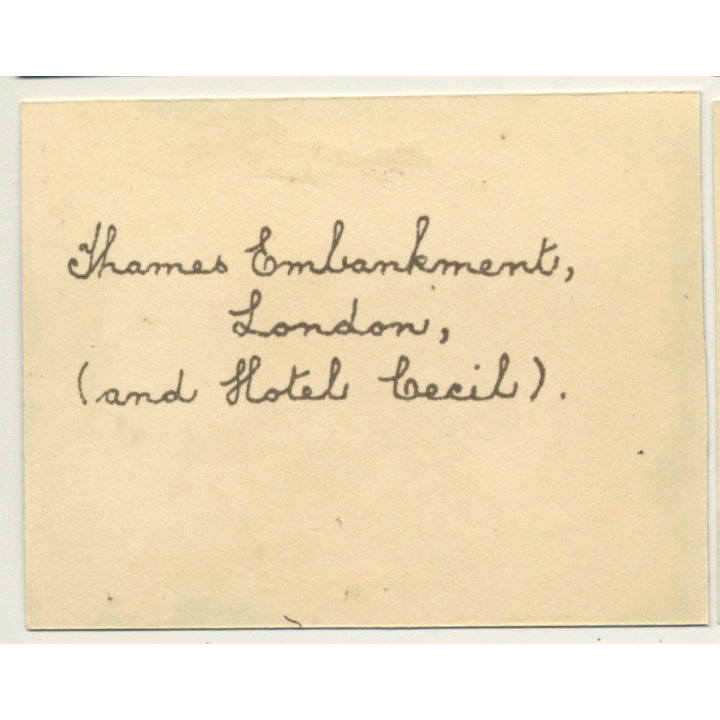 Thames Embankment,
London,
(and Hotel Cecil).